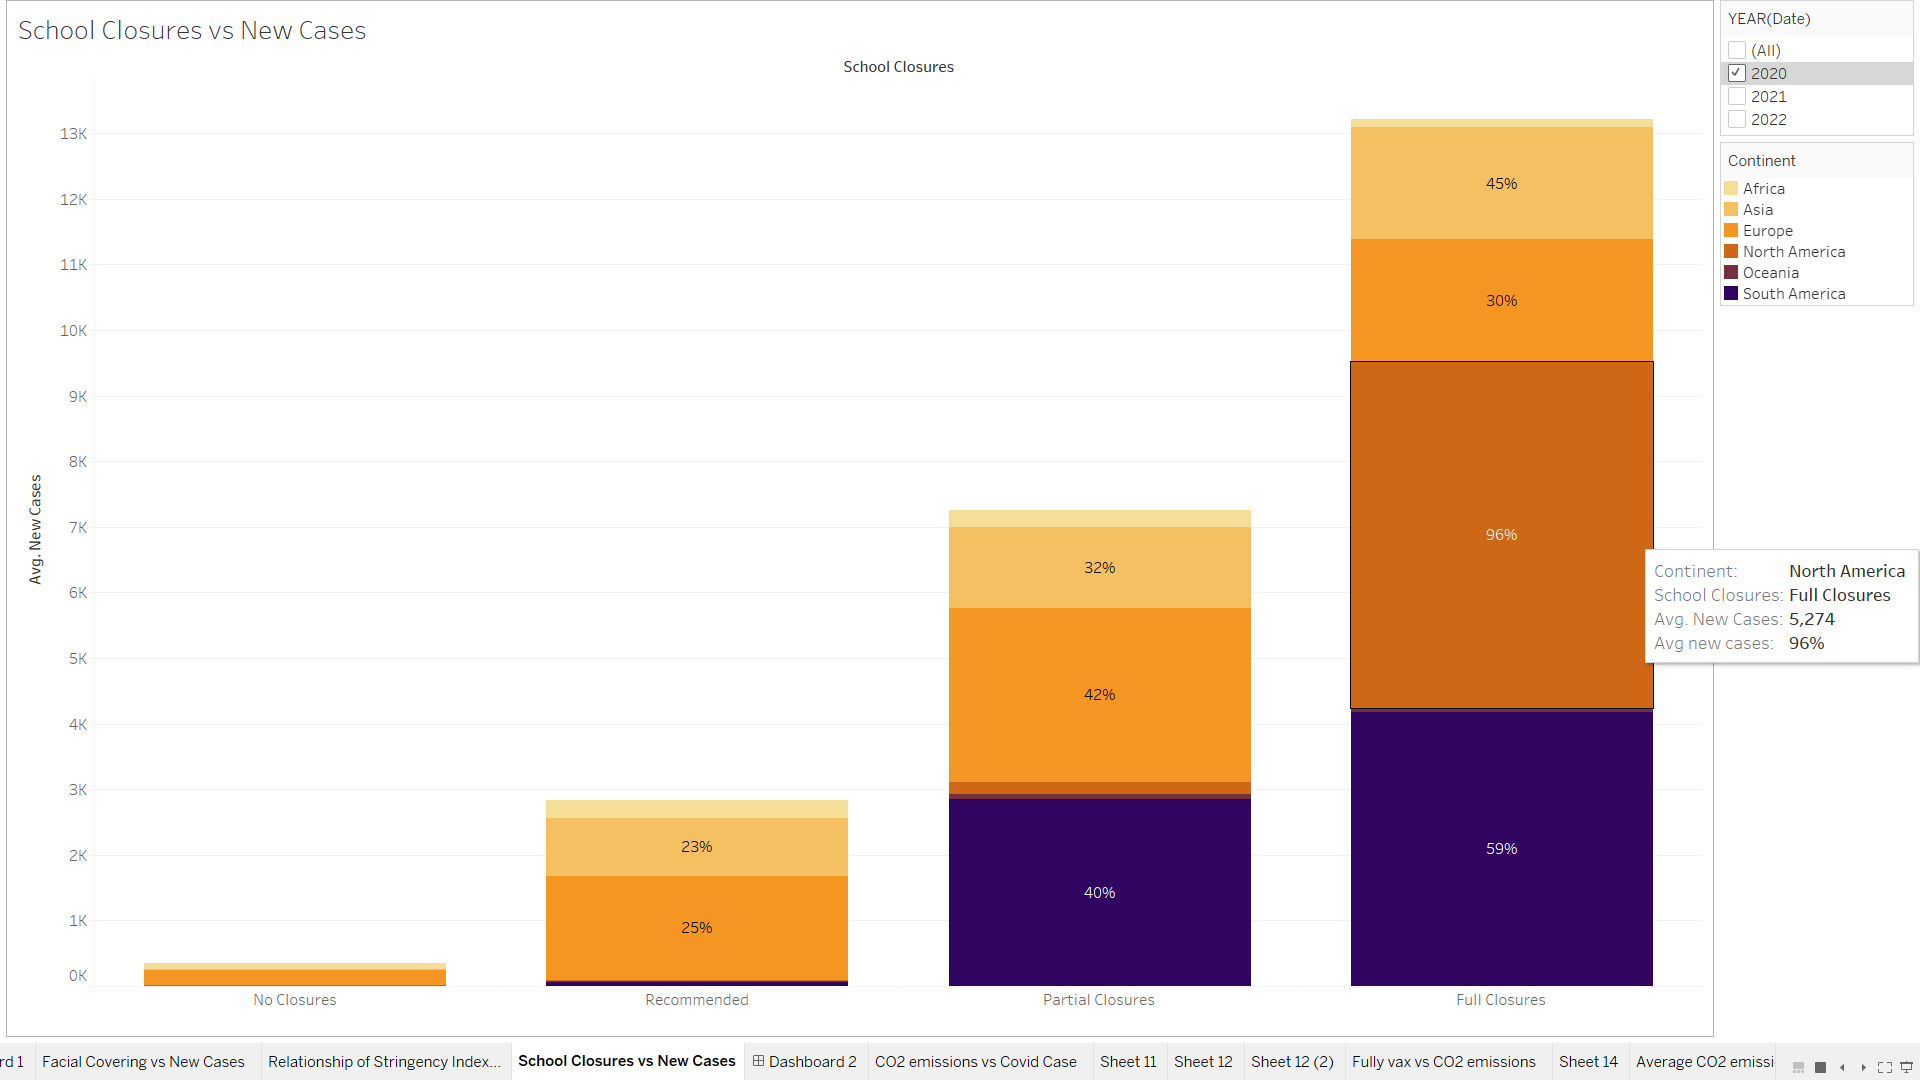 School Closures vs New Cases
School Closures
Avg. New Cases
13K
12K
11K
10K
9K
8K
7K
6K
5K
4K
3K
2K
1K
0K
23%
25%
32%
42%
40%
45%
30%
96%
59%
No Closures
Recommended
Partial Closures
Full Closures
Continent: North America
School Closures: Full Closures
Avg. New Cases: 5,274
Avg new cases: 96%
YEAR(Date)
(All)
2020
2021
2022
Continent
Africa
Asia
Europe
North America
Oceania
South America
rd 1 Facial Covering vs New Cases Relationship of Stringency Index... School Closures vs New Cases Dashboard 2 CO2 emissions vs Covid Case Sheet 11 Sheet 12 Sheet 12 (2) Fully vax vs CO2 emissions Sheet 14 Average CO2 emissi